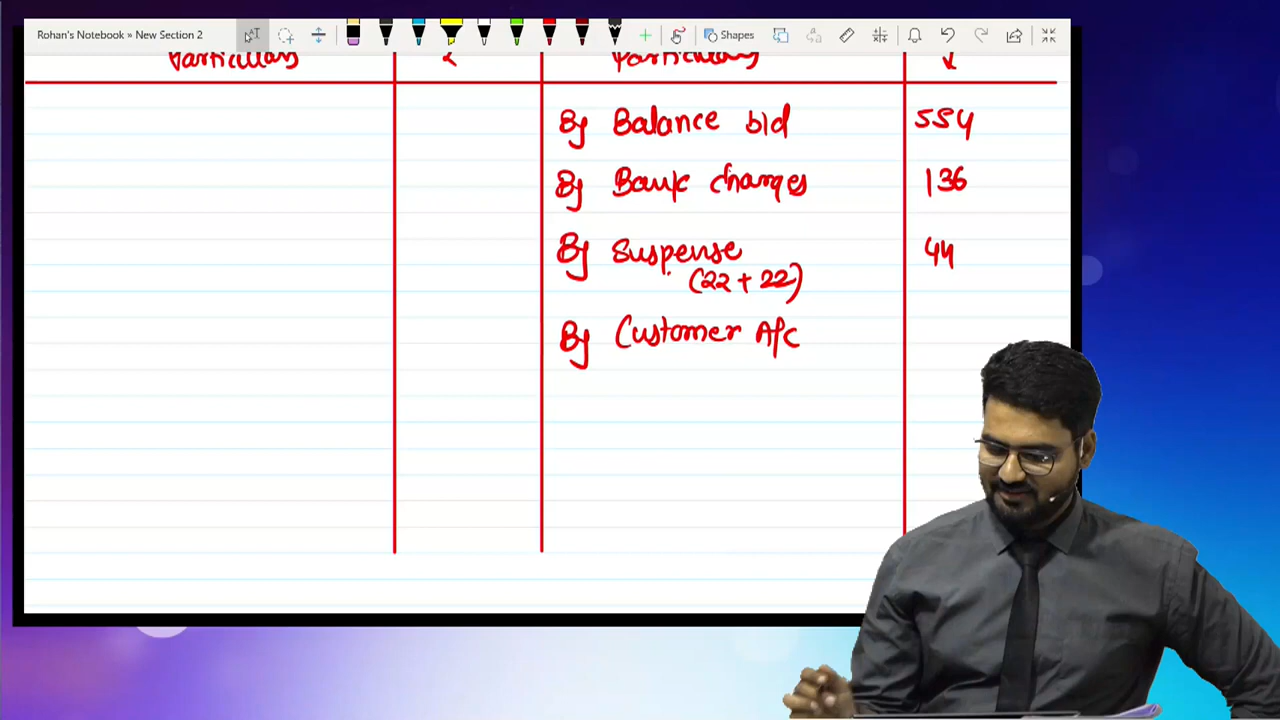 Rohan's Notebook » New Section 2
Shapes
Particulars ₹ Particulars ₹
By Balance b/d 554
By Bank charges 136
By Suspense 44
(22 + 22)
By Customer A/c